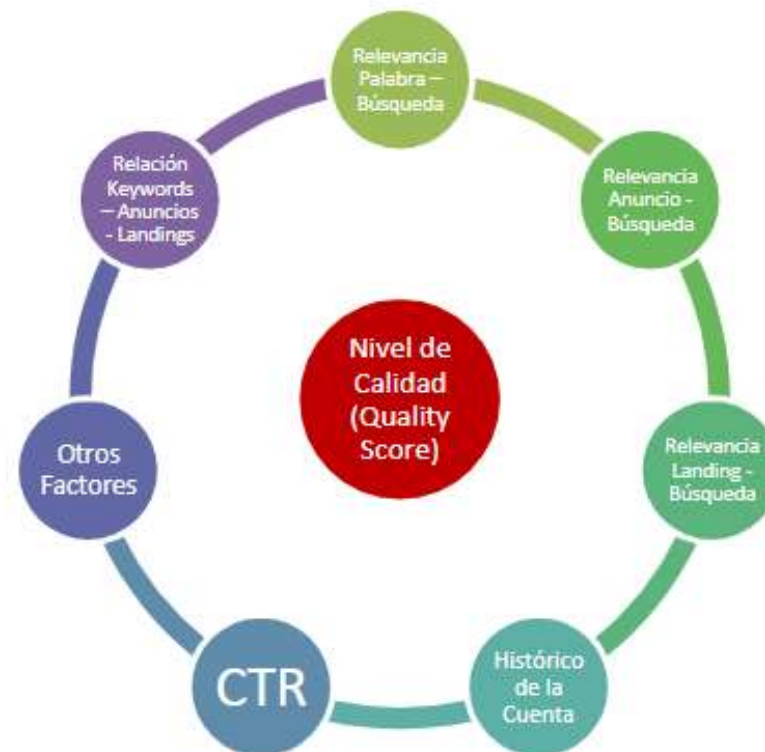 Relevancia
Palabra –
Búsqueda
Relevancia
Anuncio -
Búsqueda
Relevancia
Landing -
Búsqueda
Histórico
de la
Cuenta
CTR
Otros
Factores
Relación
Keywords
– Anuncios
- Landings
Nivel de
Calidad
(Quality
Score)